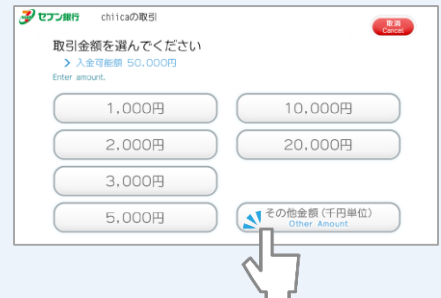 セブン銀行 chiicaの取引
取消
Cancel
取引金額を選んでください
入金可能額 50,000円
Enter amount.
1,000円 10,000円
2,000円 20,000円
3,000円
5,000円 その他金額(千円単位)
Other Amount